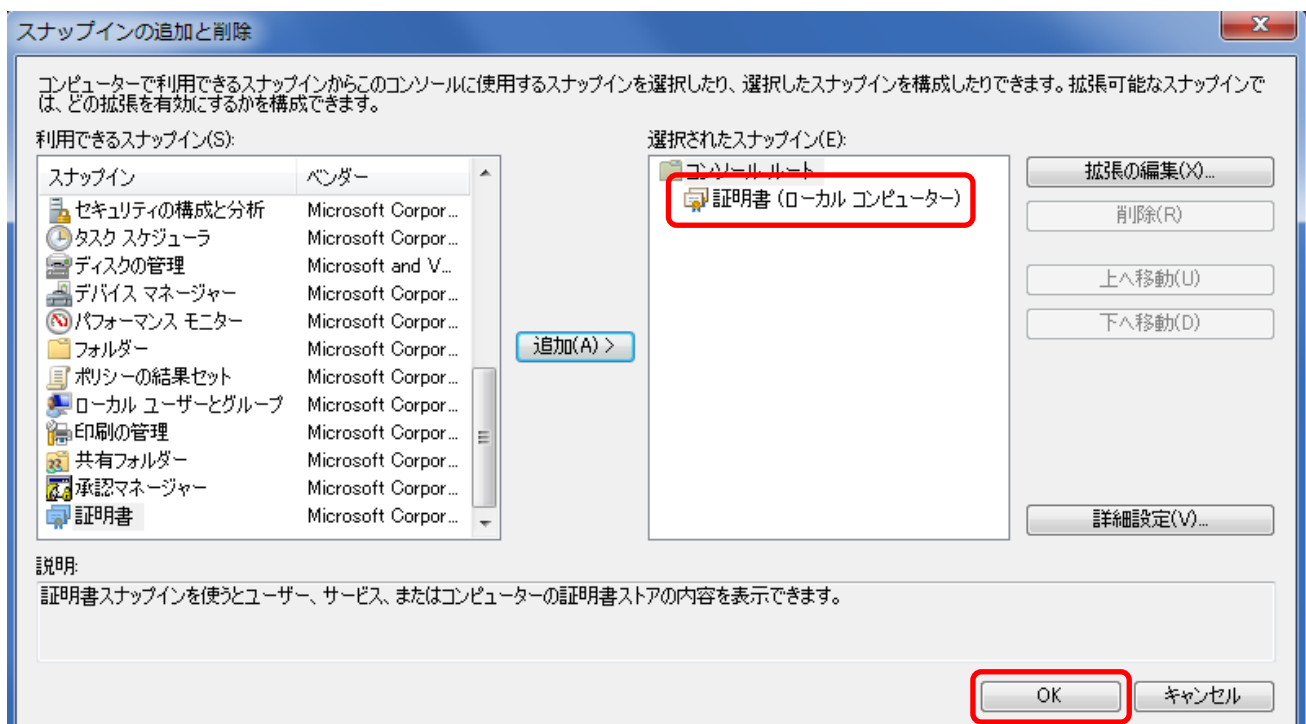 スナップインの追加と削除
コンピューターで利用できるスナップインからこのコンソールに使用するスナップインを選択したり、選択したスナップインを構成したりできます。拡張可能なスナップインで
は、どの拡張を有効にするかを構成できます。
利用できるスナップイン(S):
スナップイン ベンダー
セキュリティの構成と分析 Microsoft Corpor...
タスク スケジューラ Microsoft Corpor...
ディスクの管理 Microsoft and V...
デバイス マネージャー Microsoft Corpor...
パフォーマンス モニター Microsoft Corpor...
フォルダー Microsoft Corpor...
ポリシーの結果セット Microsoft Corpor...
ローカル ユーザーとグループ Microsoft Corpor...
印刷の管理 Microsoft Corpor...
共有フォルダー Microsoft Corpor...
承認マネージャー Microsoft Corpor...
証明書 Microsoft Corpor...
追加(A) >
選択されたスナップイン(E):
コンソール ルート
証明書 (ローカル コンピューター)
拡張の編集(X)...
削除(R)
上へ移動(U)
下へ移動(D)
詳細設定(V)...
説明:
証明書スナップインを使うとユーザー、サービス、またはコンピューターの証明書ストアの内容を表示できます。
OK
キャンセル